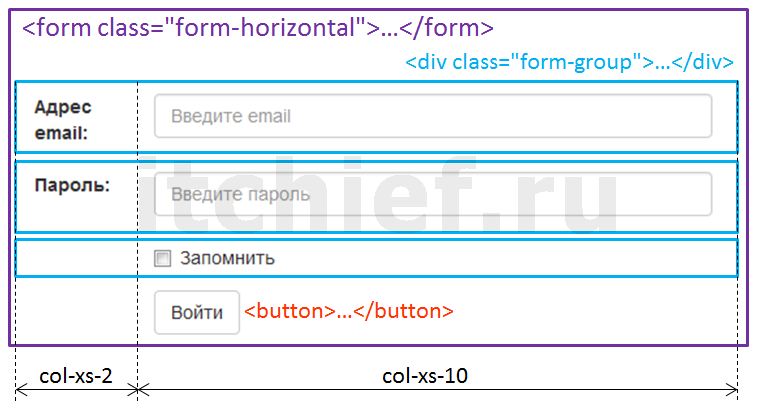 <form class="form-horizontal">...</form>
<div class="form-group">...</div>
Адрес
email:
Введите email
itchief.ru
Пароль:
Введите пароль
Запомнить
Войти
<button>...</button>
col-xs-2
col-xs-10